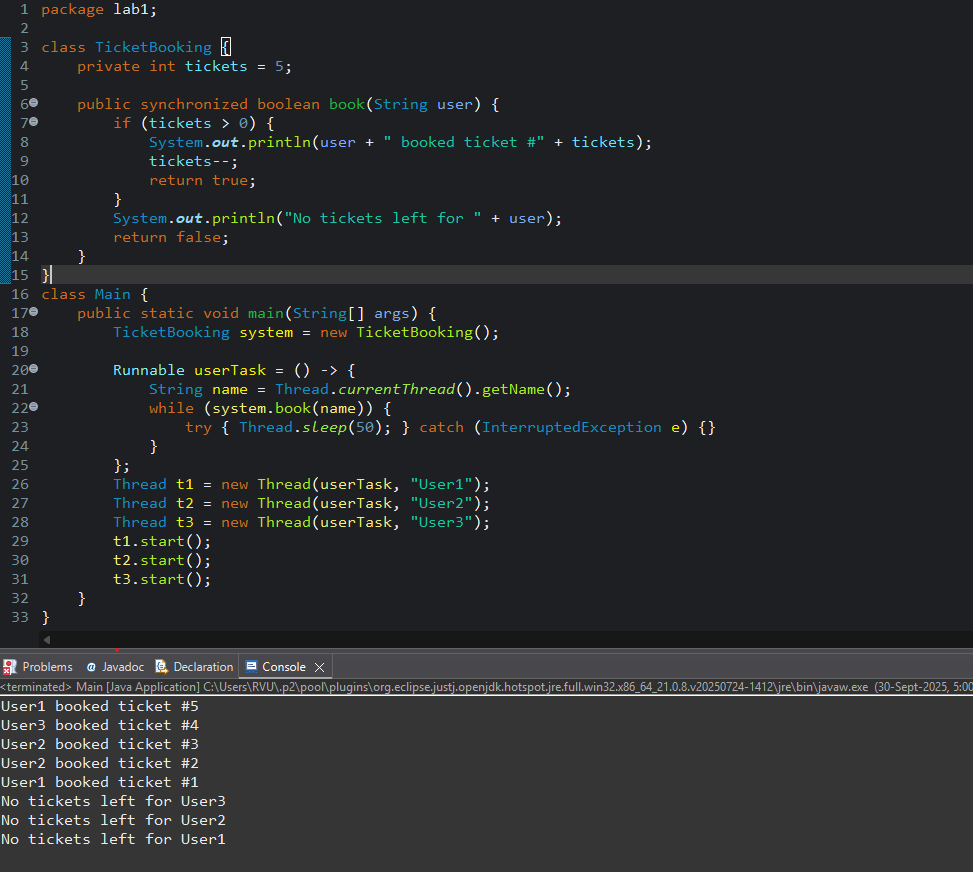 1 package lab1;
2
3 class TicketBooking {
4     private int tickets = 5;
5
6     public synchronized boolean book(String user) {
7         if (tickets > 0) {
8             System.out.println(user + " booked ticket #" + tickets);
9             tickets--;
10             return true;
11         }
12         System.out.println("No tickets left for " + user);
13         return false;
14     }
15 }
16 class Main {
17     public static void main(String[] args) {
18         TicketBooking system = new TicketBooking();
19
20         Runnable userTask = () -> {
21             String name = Thread.currentThread().getName();
22             while (system.book(name)) {
23                 try { Thread.sleep(50); } catch (InterruptedException e) {}
24             }
25         };
26         Thread t1 = new Thread(userTask, "User1");
27         Thread t2 = new Thread(userTask, "User2");
28         Thread t3 = new Thread(userTask, "User3");
29         t1.start();
30         t2.start();
31         t3.start();
32     }
33 }
Problems @ Javadoc Declaration Console
<terminated> Main [Java Application] C:\Users\RVU\.p2\pool\plugins\org.eclipse.justj.openjdk.hotspot.jre.full.win32.x86_64_21.0.8.v20250724-1412\jre\bin\javaw.exe (30-Sept-2025, 5:00
User1 booked ticket #5
User3 booked ticket #4
User2 booked ticket #3
User2 booked ticket #2
User1 booked ticket #1
No tickets left for User3
No tickets left for User2
No tickets left for User1